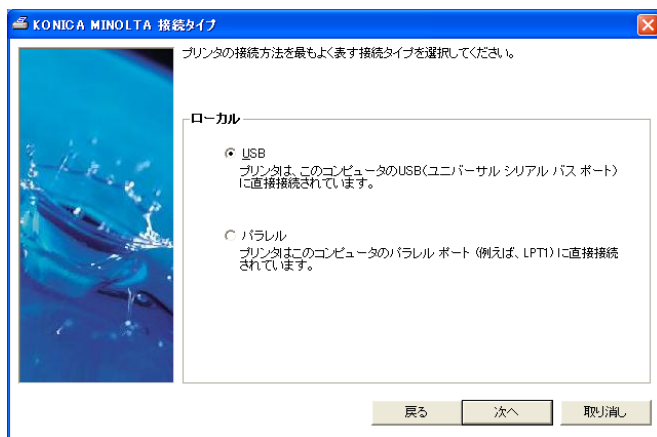 KONICA MINOLTA 接続タイプ
プリンタの接続方法を最もよく表す接続タイプを選択してください。
ローカル
USB
プリンタは、このコンピュータのUSB(ユニバーサル シリアル バス ポート)
に直接接続されています。
パラレル
プリンタはこのコンピュータのパラレル ポート (例えば、LPT1) に直接接続
されています。
戻る
次へ
取り消し